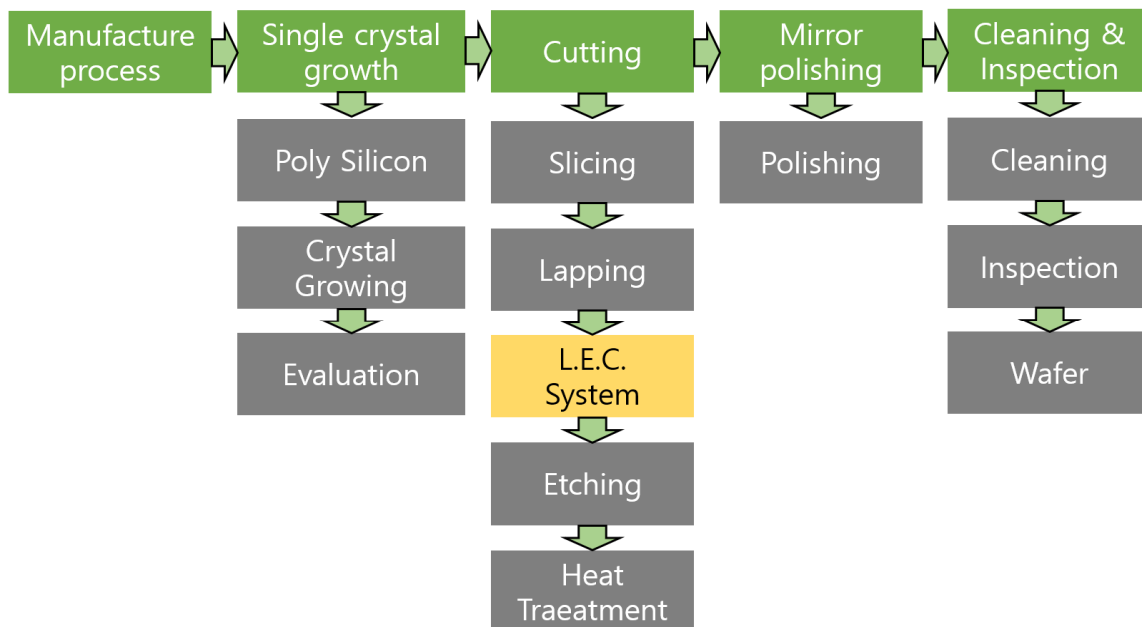 Manufacture
process
Single crystal
growth
Cutting
Mirror
polishing
Cleaning &
Inspection
Poly Silicon
Crystal
Growing
Evaluation
Slicing
Lapping
L.E.C.
System
Etching
Heat
Traeatment
Polishing
Cleaning
Inspection
Wafer